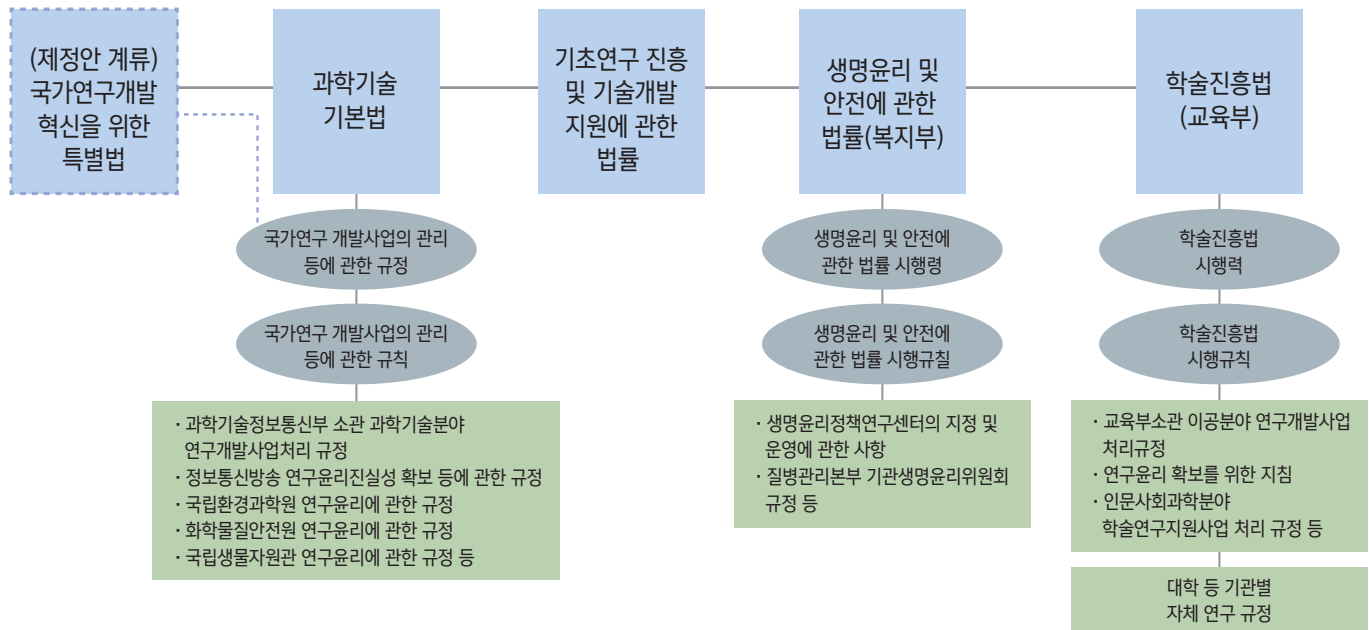 (제정안 계류)
국가연구개발
혁신을 위한
특별법
과학기술
기본법
기초연구 진흥
및 기술개발
지원에 관한
법률
생명윤리 및
안전에 관한
법률(복지부)
학술진흥법
(교육부)
국가연구 개발사업의 관리
등에 관한 규정
생명윤리 및 안전에
관한 법률 시행령
학술진흥법
시행력
국가연구 개발사업의 관리
등에 관한 규칙
생명윤리 및 안전에
관한 법률 시행규칠
학술진흥법
시행규칙
· 과학기술정보통신부 소관 과학기술분야
연구개발사업처리 규정
· 정보통신방송 연구윤리진실성 확보 등에 관한 규정
· 국립환경과학원 연구윤리에 관한 규정
· 화학물질안전원 연구윤리에 관한 규정
· 국립생물자원관 연구윤리에 관한 규정 등
· 생명윤리정책연구센터의 지정 및
운영에 관한 사항
· 질병관리본부 기관생명윤리위원회
규정 등
· 교육부소관 이공분야 연구개발사업
처리규정
· 연구윤리 확보를 위한 지침
· 인문사회과학분야
학술연구지원사업 처리 규정 등
대학 등 기관별
자체 연구 규정